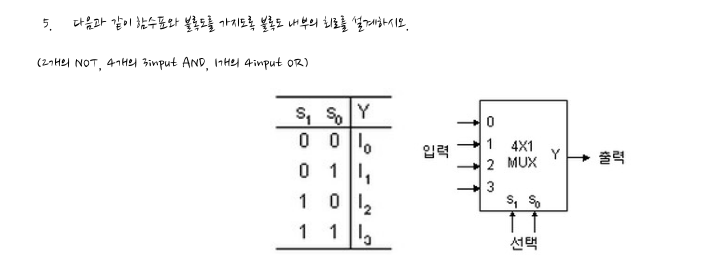 5. 다음과 같이 함수표와 블록도를 가지도록 블록도 내부의 회로를 설계하시오.
(2개의 NOT, 4개의 3input AND, 1개의 4input OR)
S₁ S₀ Y
0 0 I₀
0 1 I₁
1 0 I₂
1 1 I₃
입력
0
1
2
3
4X1
MUX
Y
출력
S₁ S₀
선택